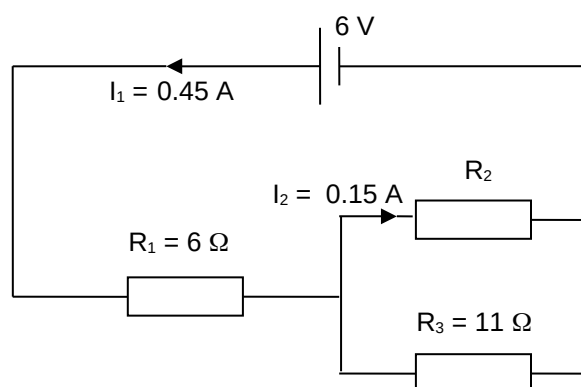 6 V
I₁ = 0.45 A
R₂
I₂ = 0.15 A
R₁ = 6 Ω
R₃ = 11 Ω